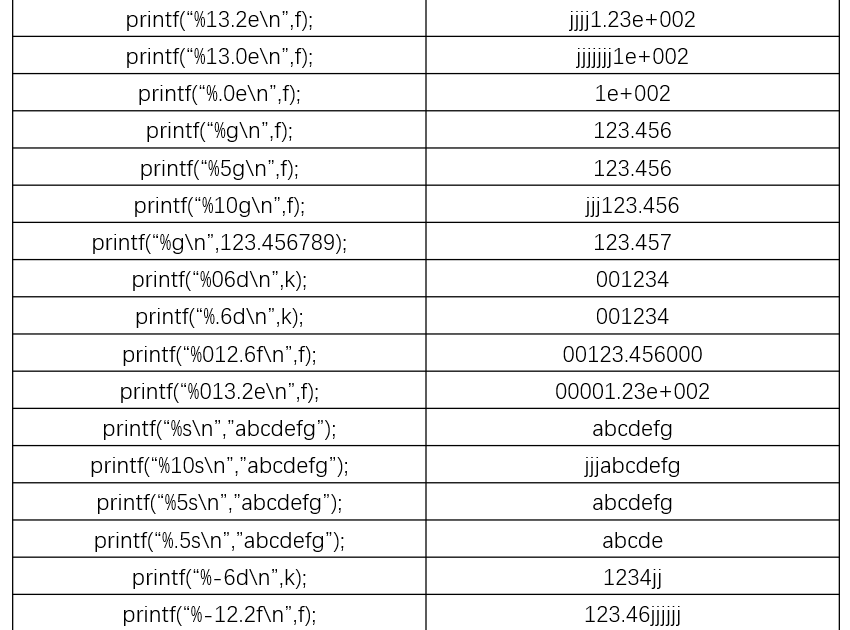 printf(“%13.2e\n”,f); jjjj1.23e+002
printf(“%13.0e\n”,f); jjjjjjj1e+002
printf(“%.0e\n”,f); 1e+002
printf(“%g\n”,f); 123.456
printf(“%5g\n”,f); 123.456
printf(“%10g\n”,f); jjj123.456
printf(“%g\n”,123.456789); 123.457
printf(“%06d\n”,k); 001234
printf(“%.6d\n”,k); 001234
printf(“%012.6f\n”,f); 00123.456000
printf(“%013.2e\n”,f); 00001.23e+002
printf(“%s\n”,”abcdefg”); abcdefg
printf(“%10s\n”,”abcdefg”); jjjabcdefg
printf(“%5s\n”,”abcdefg”); abcdefg
printf(“%.5s\n”,”abcdefg”); abcde
printf(“%-6d\n”,k); 1234jj
printf(“%-12.2f\n”,f); 123.46jjjjjj